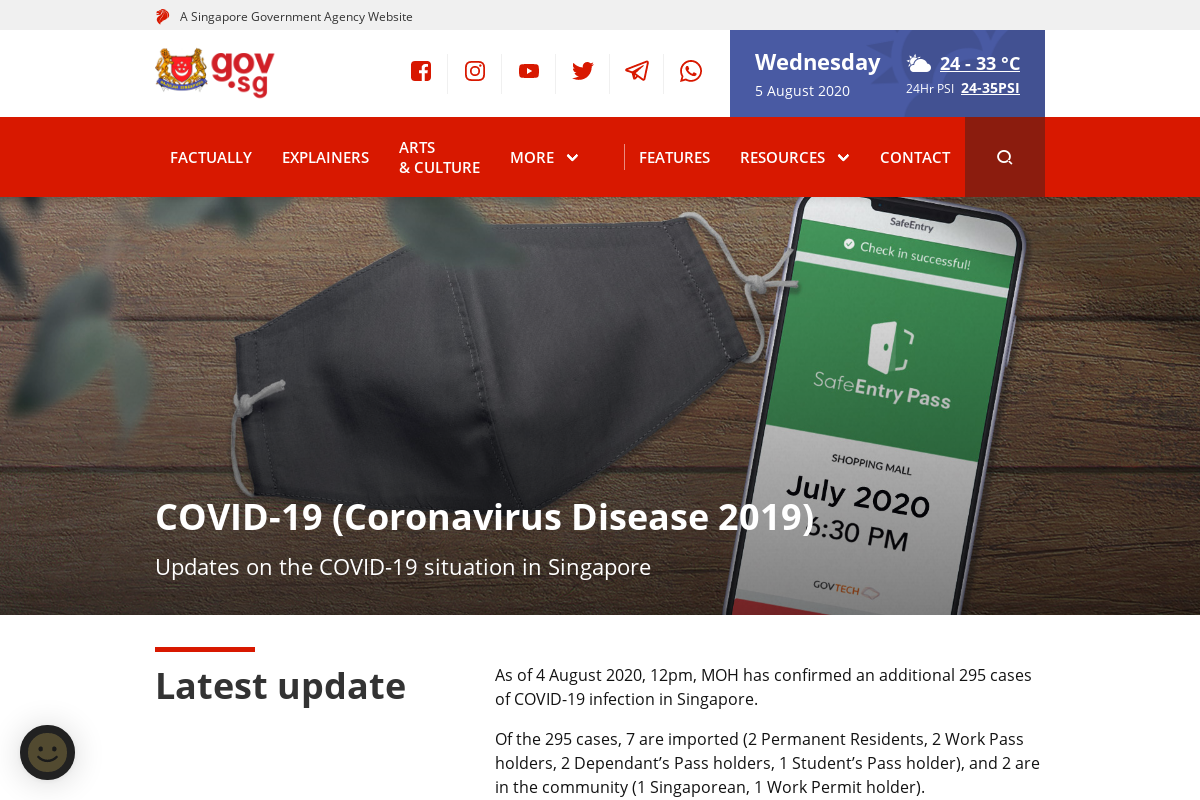 A Singapore Government Agency Website
gov
.sg
Wednesday
24 - 33 °C
5 August 2020
24Hr PSI 24-35PSI
FACTUALLY
EXPLAINERS
ARTS
& CULTURE
MORE
FEATURES
RESOURCES
CONTACT
SafeEntry
Check in successful!
SafeEntry Pass
SHOPPING MALL
July 2020
6:30 PM
GOVTECH
COVID-19 (Coronavirus Disease 2019)
Updates on the COVID-19 situation in Singapore
Latest update
As of 4 August 2020, 12pm, MOH has confirmed an additional 295 cases
of COVID-19 infection in Singapore.
Of the 295 cases, 7 are imported (2 Permanent Residents, 2 Work Pass
holders, 2 Dependant’s Pass holders, 1 Student’s Pass holder), and 2 are
in the community (1 Singaporean, 1 Work Permit holder).